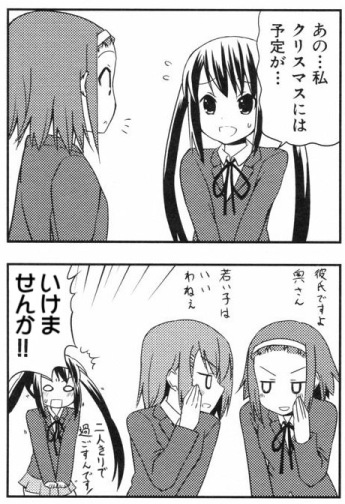 あの…私
クリスマスには
予定が…
彼氏ですよ
奥さん
若い子は
いい
わねぇ
いけま
せんか!!
二人きりで
過ごすんです!